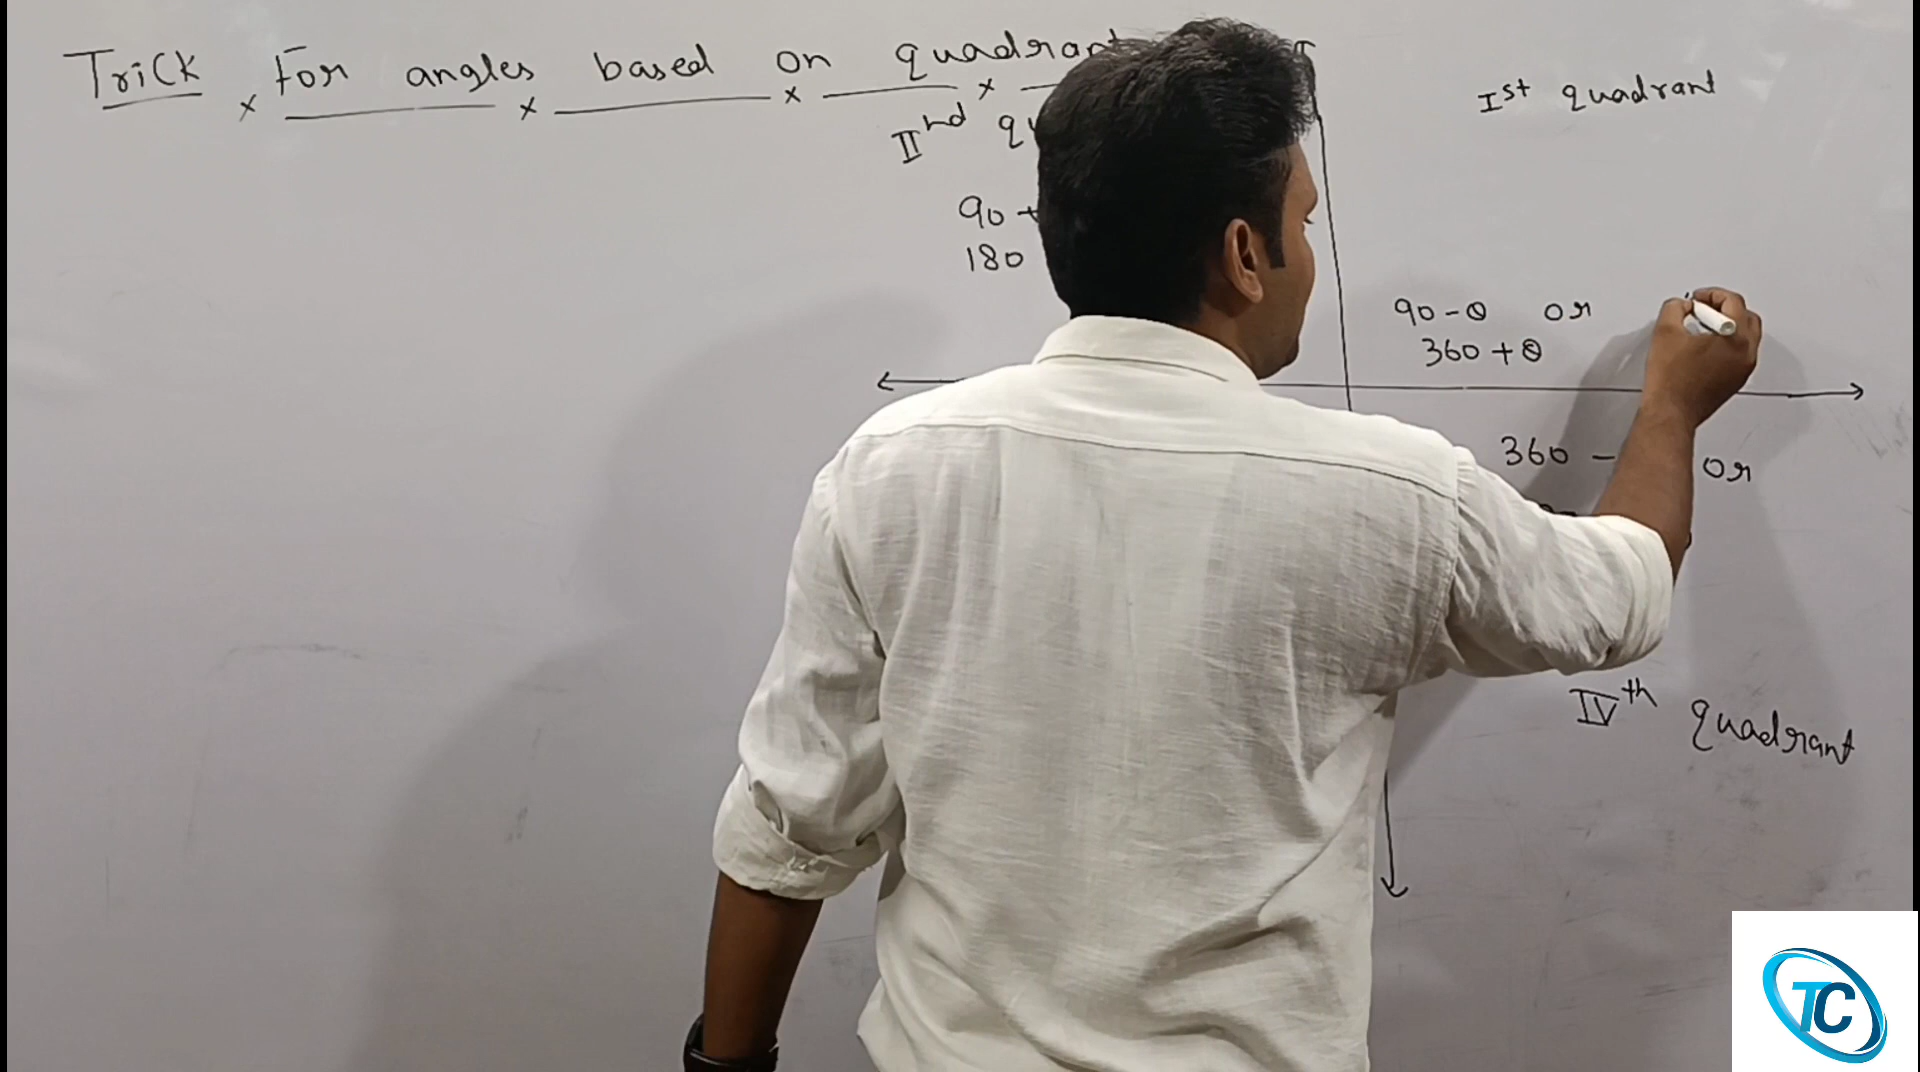 Trick For angles based on quadrant
Ist quadrant
IInd
90 +
180
90 - θ or
360 + θ
360 - or
IVth quadrant
TC